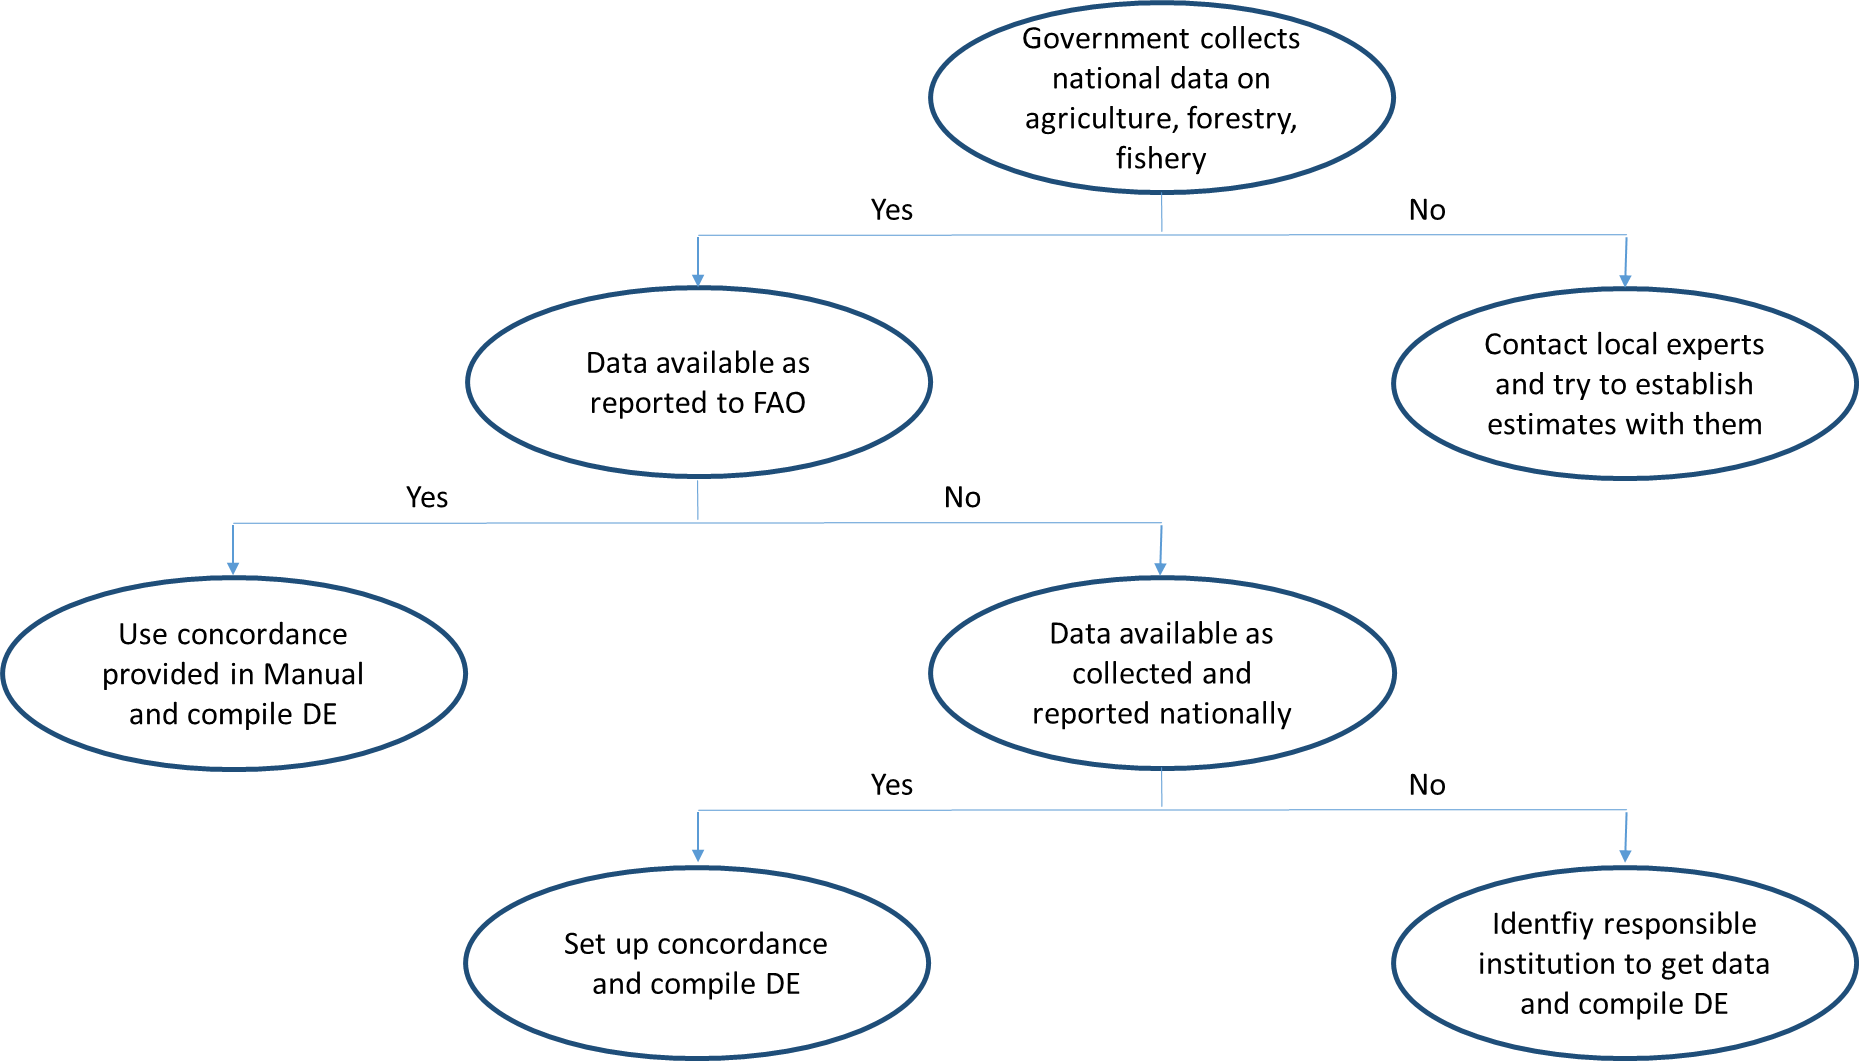 Government collects
national data on
agriculture, forestry,
fishery
Yes
No
Data available as
reported to FAO
Contact local experts
and try to establish
estimates with them
Yes
No
Use concordance
provided in Manual
and compile DE
Data available as
collected and
reported nationally
Yes
No
Set up concordance
and compile DE
Identfiy responsible
institution to get data
and compile DE